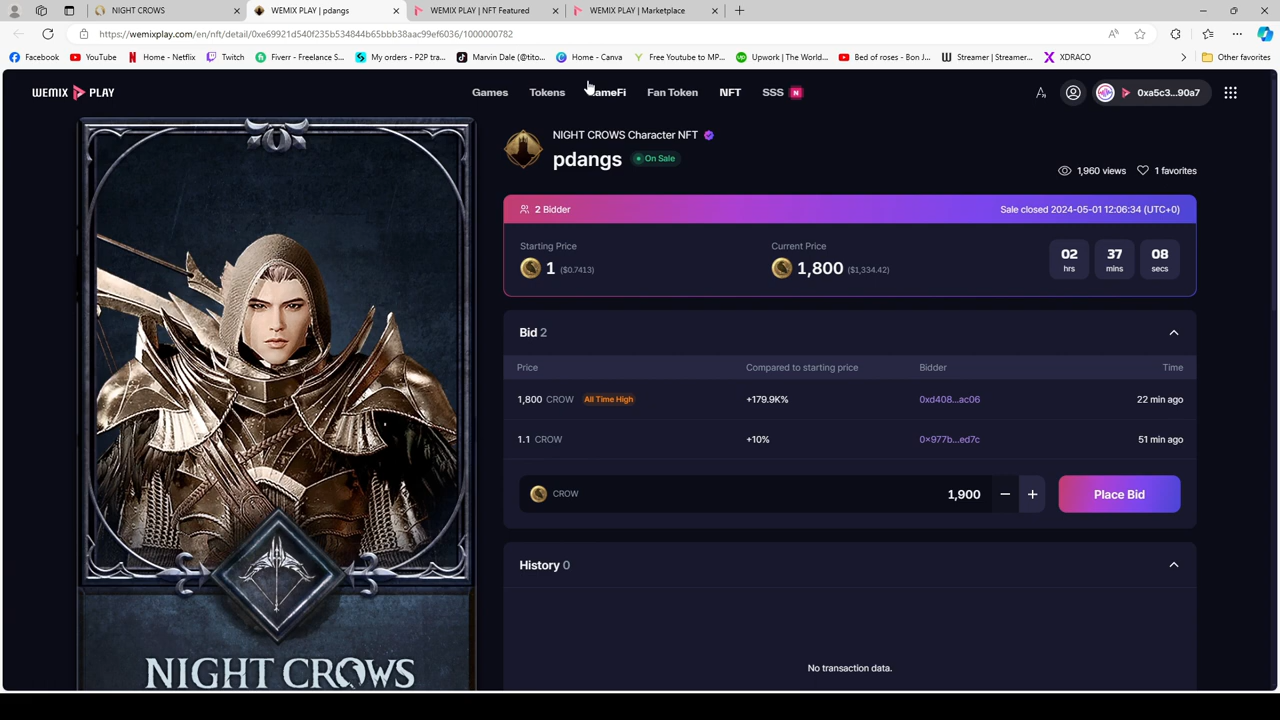 NIGHT CROWS
WEMIX PLAY | pdangs
WEMIX PLAY | NFT Featured
WEMIX PLAY | Marketplace
https://wemixplay.com/en/nft/detail/0xe69921d540f235b534844b65bbb38aac99ef6036/1000000782
Facebook
YouTube
Home - Netflix
Twitch
Fiverr - Freelance S...
My orders - P2P tra...
Marvin Dale (@tito...
Home - Canva
Free Youtube to MP...
Upwork | The World...
Bed of roses - Bon J...
Streamer | Streamer...
XDRACO
Other favorites
WEMIX PLAY
Games
Tokens
Fan Token
NFT
SSS N
0xa5c3...90a7
NIGHT CROWS Character NFT
pdangs
On Sale
1,960 views
1 favorites
2 Bidder
Sale closed 2024-05-01 12:06:34 (UTC+0)
Starting Price
1 ($0.7413)
Current Price
1,800 ($1,334.42)
02 37 08
hrs mins secs
Bid 2
Price Compared to starting price Bidder Time
1,800 CROW All Time High +179.9K% 0xd408...ac06 22 min ago
1.1 CROW +10% 0x977b...ed7c 51 min ago
CROW 1,900 − + Place Bid
History 0
No transaction data.
NIGHT CROWS